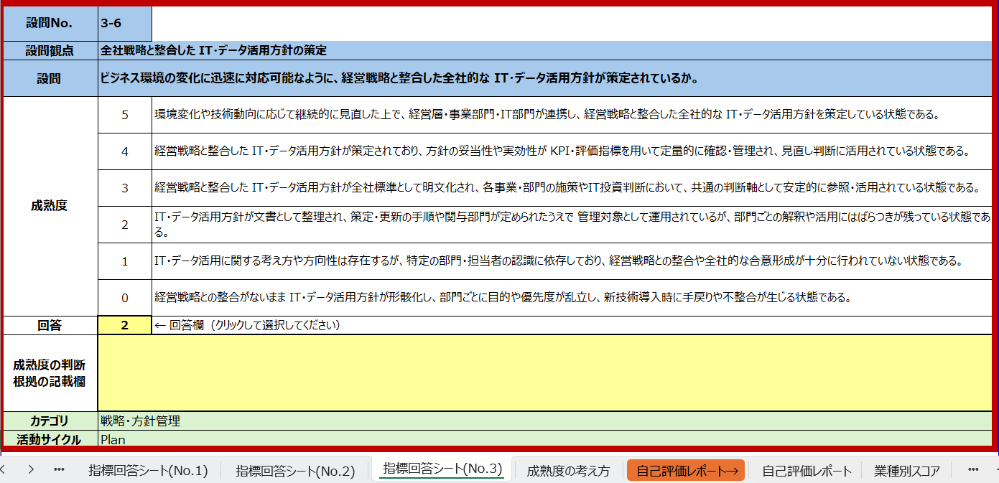 設問No. 3-6
設問観点 全社戦略と整合した IT・データ活用方針の策定
設問 ビジネス環境の変化に迅速に対応可能なように、経営戦略と整合した全社的な IT・データ活用方針が策定されているか。
成熟度
5 環境変化や技術動向に応じて継続的に見直した上で、経営層・事業部門・IT部門が連携し、経営戦略と整合した全社的な IT・データ活用方針を策定している状態である。
4 経営戦略と整合した IT・データ活用方針が策定されており、方針の妥当性や実効性が KPI・評価指標を用いて定量的に確認・管理され、見直し判断に活用されている状態である。
3 経営戦略と整合した IT・データ活用方針が全社標準として明文化され、各事業・部門の施策やIT投資判断において、共通の判断軸として安定的に参照・活用されている状態である。
2 IT・データ活用方針が文書として整理され、策定・更新の手順や関与部門が定められたうえで 管理対象として運用されているが、部門ごとの解釈や活用にはばらつきが残っている状態であ
る。
1 IT・データ活用に関する考え方や方向性は存在するが、特定の部門・担当者の認識に依存しており、経営戦略との整合や全社的な合意形成が十分に行われていない状態である。
0 経営戦略との整合がないまま IT・データ活用方針が形骸化し、部門ごとに目的や優先度が乱立し、新技術導入時に手戻りや不整合が生じる状態である。
回答 2 ← 回答欄（クリックして選択してください）
成熟度の判断
根拠の記載欄
カテゴリ 戦略・方針管理
活動サイクル Plan
指標回答シート(No.1) 指標回答シート(No.2) 指標回答シート(No.3) 成熟度の考え方 自己評価レポート→ 自己評価レポート 業種別スコア